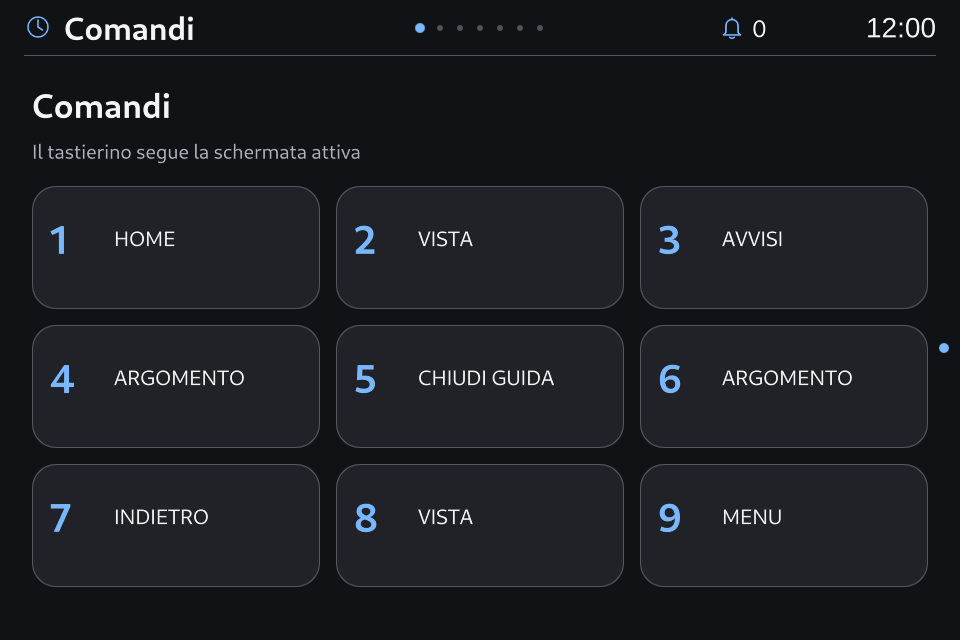 Comandi
0
12:00
Comandi
Il tastierino segue la schermata attiva
1 HOME
2 VISTA
3 AVVISI
4 ARGOMENTO
5 CHIUDI GUIDA
6 ARGOMENTO
7 INDIETRO
8 VISTA
9 MENU